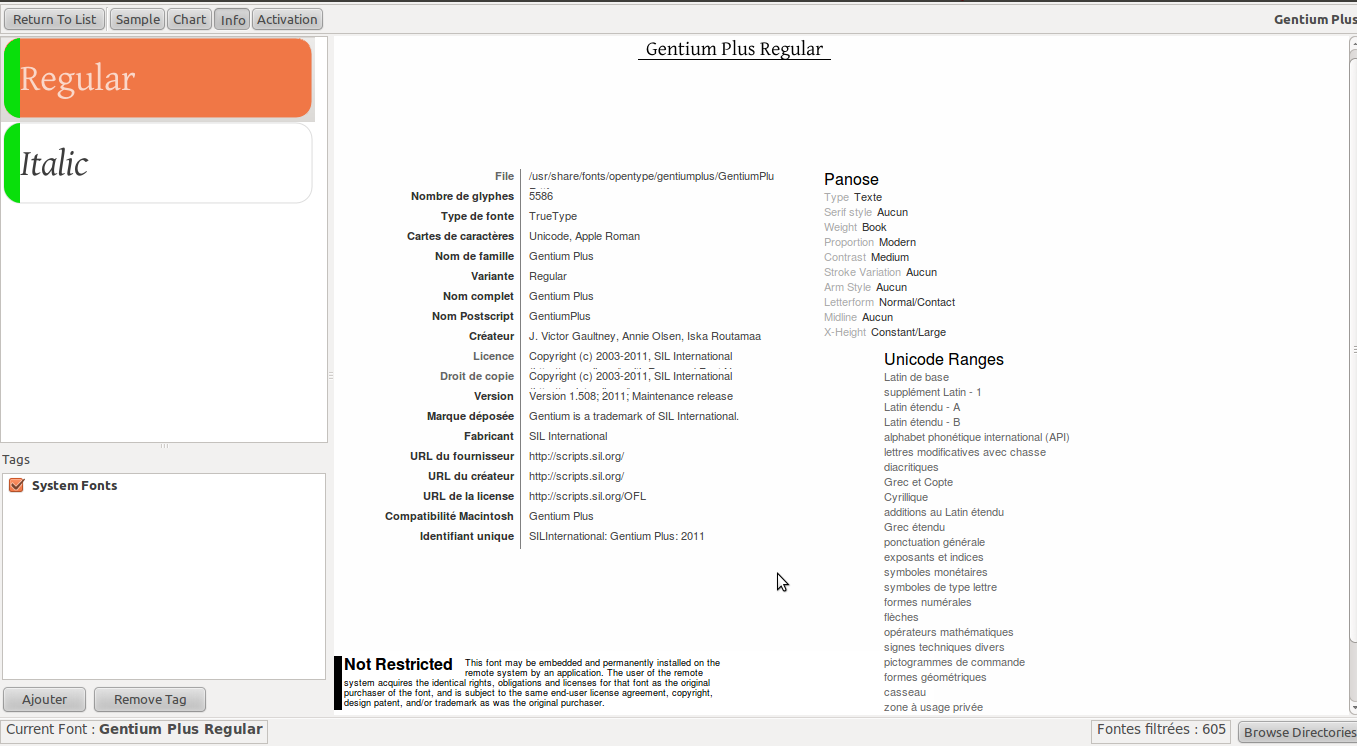 Return To List
Sample
Chart
Info
Activation
Gentium Plus
Regular
Italic
Tags
System Fonts
Ajouter
Remove Tag
Gentium Plus Regular
File /usr/share/fonts/opentype/gentiumplus/GentiumPlu
Nombre de glyphes 5586
Type de fonte TrueType
Cartes de caractères Unicode, Apple Roman
Nom de famille Gentium Plus
Variante Regular
Nom complet Gentium Plus
Nom Postscript GentiumPlus
Créateur J. Victor Gaultney, Annie Olsen, Iska Routamaa
Licence Copyright (c) 2003-2011, SIL International
Droit de copie Copyright (c) 2003-2011, SIL International
Version Version 1.508; 2011; Maintenance release
Marque déposée Gentium is a trademark of SIL International.
Fabricant SIL International
URL du fournisseur http://scripts.sil.org/
URL du créateur http://scripts.sil.org/
URL de la license http://scripts.sil.org/OFL
Compatibilité Macintosh Gentium Plus
Identifiant unique SILInternational: Gentium Plus: 2011
Panose
Type Texte
Serif style Aucun
Weight Book
Proportion Modern
Contrast Medium
Stroke Variation Aucun
Arm Style Aucun
Letterform Normal/Contact
Midline Aucun
X-Height Constant/Large
Unicode Ranges
Latin de base
supplément Latin - 1
Latin étendu - A
Latin étendu - B
alphabet phonétique international (API)
lettres modificatives avec chasse
diacritiques
Grec et Copte
Cyrillique
additions au Latin étendu
Grec étendu
ponctuation générale
exposants et indices
symboles monétaires
symboles de type lettre
formes numérales
flèches
opérateurs mathématiques
signes techniques divers
pictogrammes de commande
formes géométriques
casseau
zone à usage privée
Not Restricted This font may be embedded and permanently installed on the
remote system by an application. The user of the remote
system acquires the identical rights, obligations and licenses for that font as the original
purchaser of the font, and is subject to the same end-user license agreement, copyright,
design patent, and/or trademark as was the original purchaser.
Current Font : Gentium Plus Regular
Fontes filtrées : 605
Browse Directories